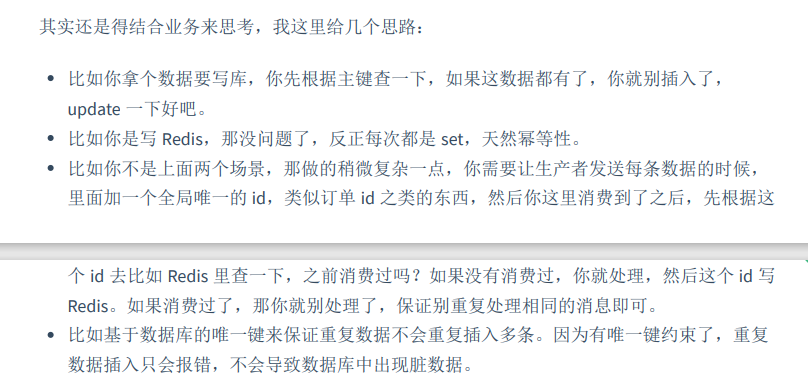 其实还是得结合业务来思考，我这里给几个思路：
• 比如你拿个数据要写库，你先根据主键查一下，如果这数据都有了，你就别插入了，
update 一下好吧。
• 比如你是写 Redis，那没问题了，反正每次都是 set，天然幂等性。
• 比如你不是上面两个场景，那做的稍微复杂一点，你需要让生产者发送每条数据的时候，
里面加一个全局唯一的 id，类似订单 id 之类的东西，然后你这里消费到了之后，先根据这
个 id 去比如 Redis 里查一下，之前消费过吗？如果没有消费过，你就处理，然后这个 id 写
Redis。如果消费过了，那你就别处理了，保证别重复处理相同的消息即可。
• 比如基于数据库的唯一键来保证重复数据不会重复插入多条。因为有唯一键约束了，重复
数据插入只会报错，不会导致数据库中出现脏数据。